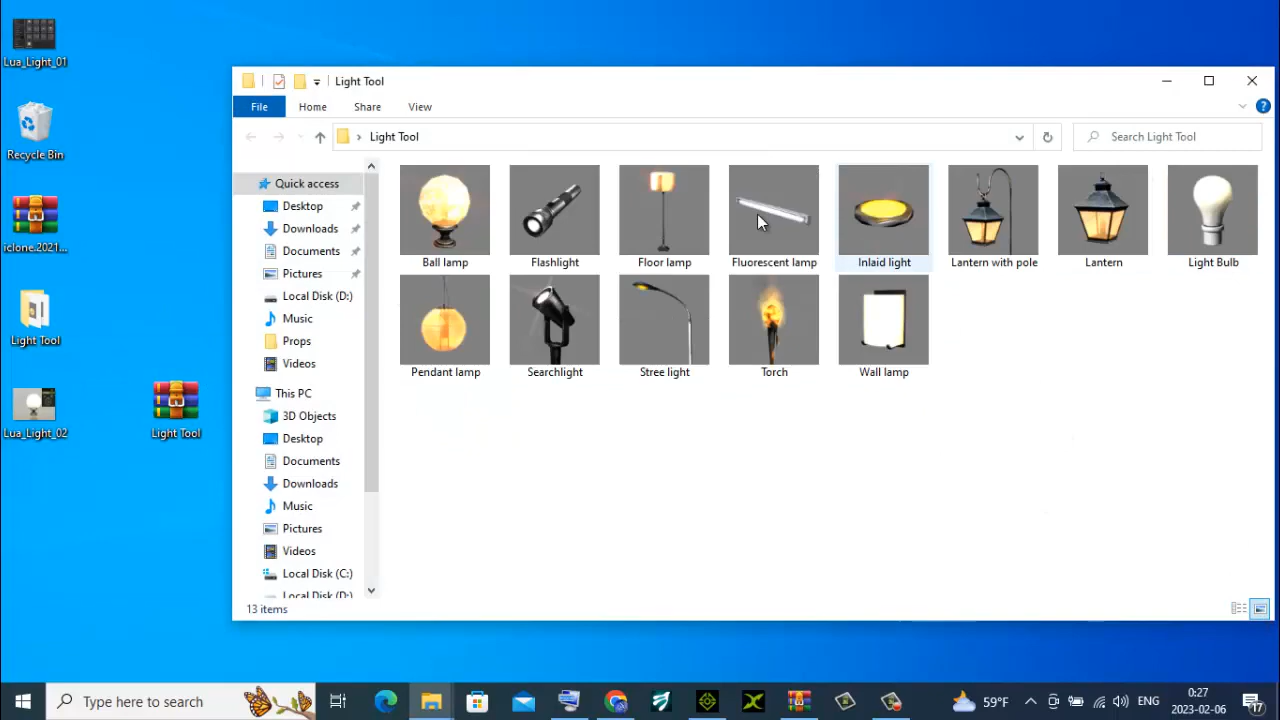 Lua_Light_01
Recycle Bin
iclone.2021...
Light Tool
Lua_Light_02
Light Tool
Light Tool
File
Home
Share
View
Light Tool
Search Light Tool
Quick access
Desktop
Downloads
Documents
Pictures
Local Disk (D:)
Music
Props
Videos
This PC
3D Objects
Desktop
Documents
Downloads
Music
Pictures
Videos
Local Disk (C:)
Local Disk (D:)
Ball lamp
Flashlight
Floor lamp
Fluorescent lamp
Inlaid light
Lantern with pole
Lantern
Light Bulb
Pendant lamp
Searchlight
Stree light
Torch
Wall lamp
13 items
Type here to search
59°F
ENG
0:27
2023-02-06
17